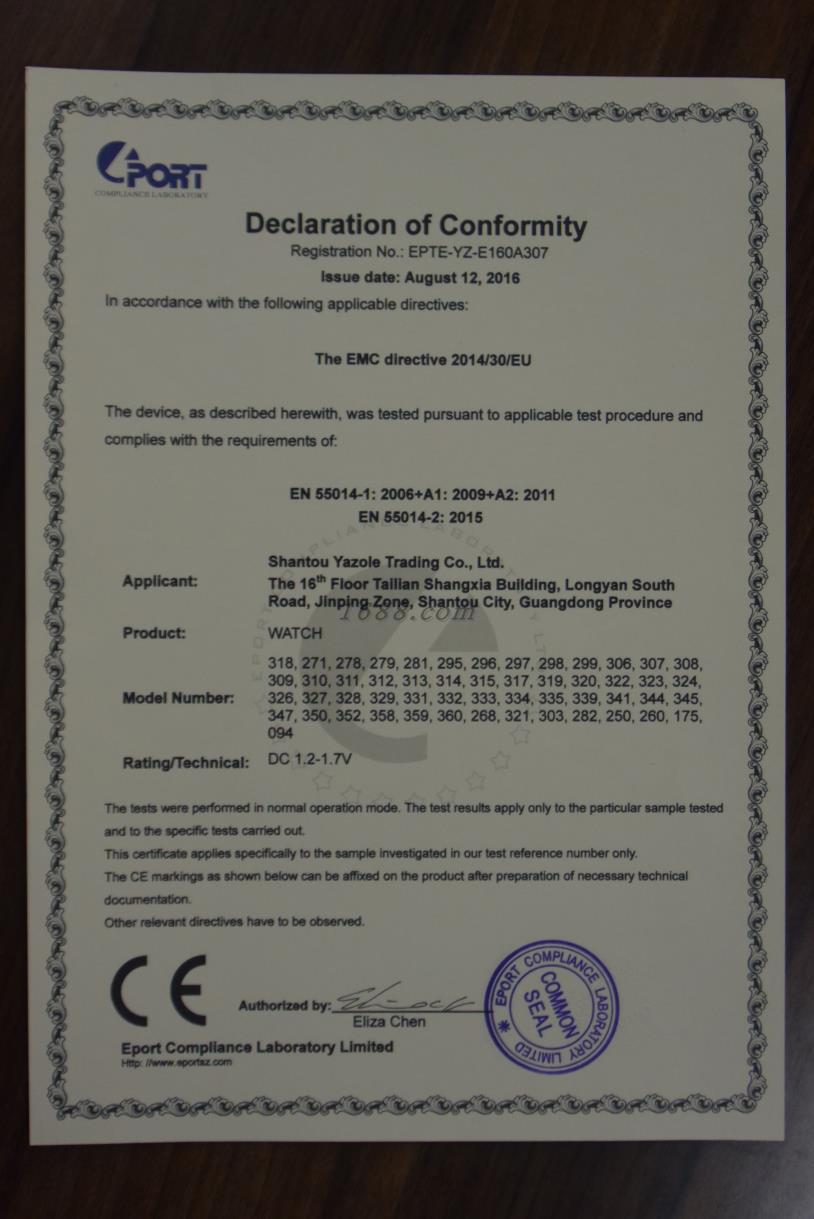 EPORT
COMPLIANCE LABORATORY
Declaration of Conformity
Registration No.: EPTE-YZ-E160A307
Issue date: August 12, 2016
In accordance with the following applicable directives:
The EMC directive 2014/30/EU
The device, as described herewith, was tested pursuant to applicable test procedure and
complies with the requirements of:
EN 55014-1: 2006+A1: 2009+A2: 2011
EN 55014-2: 2015
Applicant:
Shantou Yazole Trading Co., Ltd.
The 16th Floor Tailian Shangxia Building, Longyan South
Road, Jinping Zone, Shantou City, Guangdong Province
1688.com
Product: WATCH
Model Number:
318, 271, 278, 279, 281, 295, 296, 297, 298, 299, 306, 307, 308,
309, 310, 311, 312, 313, 314, 315, 317, 319, 320, 322, 323, 324,
326, 327, 328, 329, 331, 332, 333, 334, 335, 339, 341, 344, 345,
347, 350, 352, 358, 359, 360, 268, 321, 303, 282, 250, 260, 175,
094
Rating/Technical: DC 1.2-1.7V
The tests were performed in normal operation mode. The test results apply only to the particular sample tested
and to the specific tests carried out.
This certificate applies specifically to the sample investigated in our test reference number only.
The CE markings as shown below can be affixed on the product after preparation of necessary technical
documentation.
Other relevant directives have to be observed.
CE
Authorized by:
Eliza Chen
Eport Compliance Laboratory Limited
Http: //www.eportsz.com
EPORT COMPLIANCE LABORATORY LIMITED
COMMON
SEAL